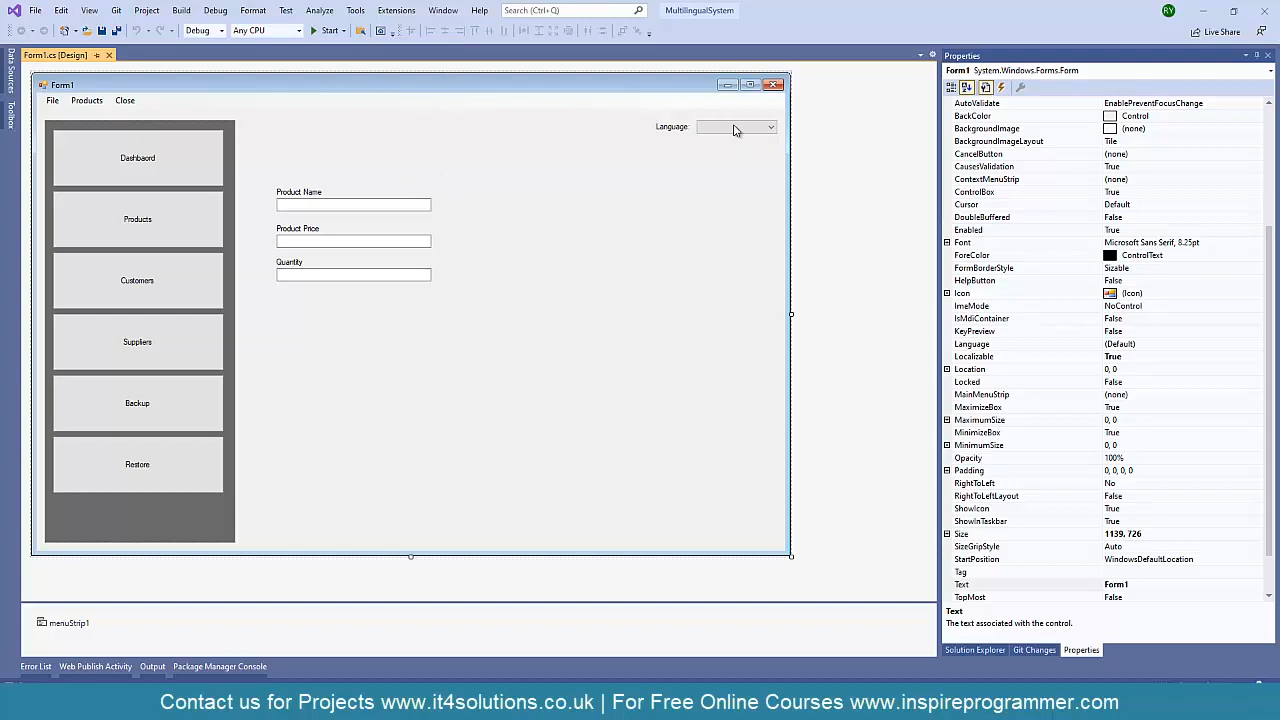 File Edit View Git Project Build Debug Format Test Analyze Tools Extensions Window Help Search (Ctrl+Q) MultilingualSystem RY
Debug Any CPU Start Live Share
Form1.cs [Design]
Data Sources
Toolbox
Form1
File Products Close
Language:
Dashbaord
Products
Customers
Suppliers
Backup
Restore
Product Name
Product Price
Quantity
menuStrip1
Error List Web Publish Activity Output Package Manager Console
Properties
Form1 System.Windows.Forms.Form
AutoValidate EnablePreventFocusChange
BackColor Control
BackgroundImage (none)
BackgroundImageLayout Tile
CancelButton (none)
CausesValidation True
ContextMenuStrip (none)
ControlBox True
Cursor Default
DoubleBuffered False
Enabled True
Font Microsoft Sans Serif, 8.25pt
ForeColor ControlText
FormBorderStyle Sizable
HelpButton False
Icon (Icon)
ImeMode NoControl
IsMdiContainer False
KeyPreview False
Language (Default)
Localizable True
Location 0, 0
Locked False
MainMenuStrip (none)
MaximizeBox True
MaximumSize 0, 0
MinimizeBox True
MinimumSize 0, 0
Opacity 100%
Padding 0, 0, 0, 0
RightToLeft No
RightToLeftLayout False
ShowIcon True
ShowInTaskbar True
Size 1139, 726
SizeGripStyle Auto
StartPosition WindowsDefaultLocation
Tag
Text Form1
TopMost False
Text
The text associated with the control.
Solution Explorer Git Changes Properties
Contact us for Projects www.it4solutions.co.uk | For Free Online Courses www.inspireprogrammer.com